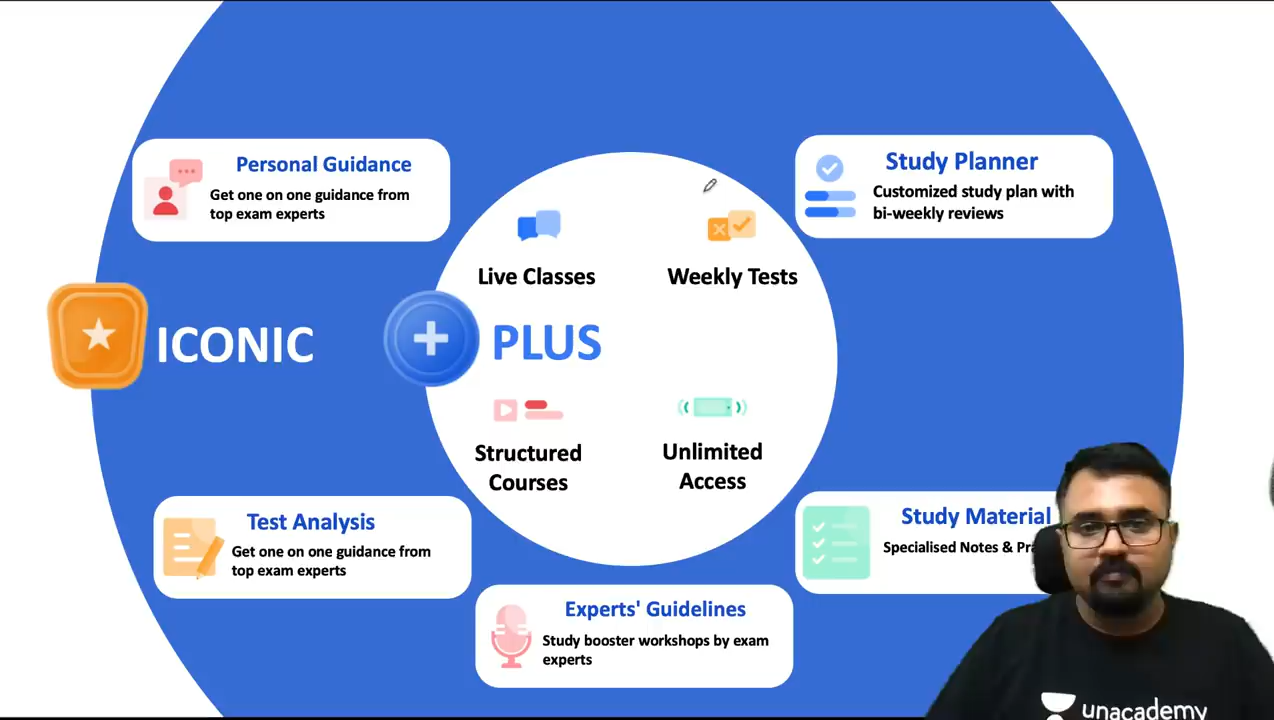 Personal Guidance
Get one on one guidance from
top exam experts
Study Planner
Customized study plan with
bi-weekly reviews
Live Classes
Weekly Tests
ICONIC
PLUS
Structured
Courses
Unlimited
Access
Test Analysis
Get one on one guidance from
top exam experts
Study Material
Specialised Notes &
Experts' Guidelines
Study booster workshops by exam
experts
unacademy